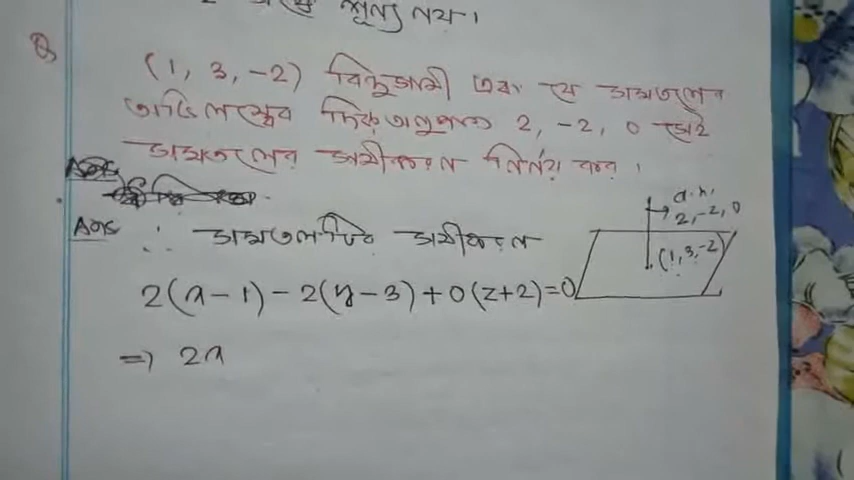 শূন্য নয়।
Q
(1, 3, -2) বিন্দুগামী এবং যে সমতলের
অভিলম্বের দিক্ অনুপাত 2, -2, 0 সেই
সমতলের সমীকরণ নির্ণয় কর।
Ans ∴ সমতলটির সমীকরণ
2(x-1) - 2(y-3) + 0(z+2) = 0
⇒ 2x
d.r.
2, -2, 0
(1, 3, -2)